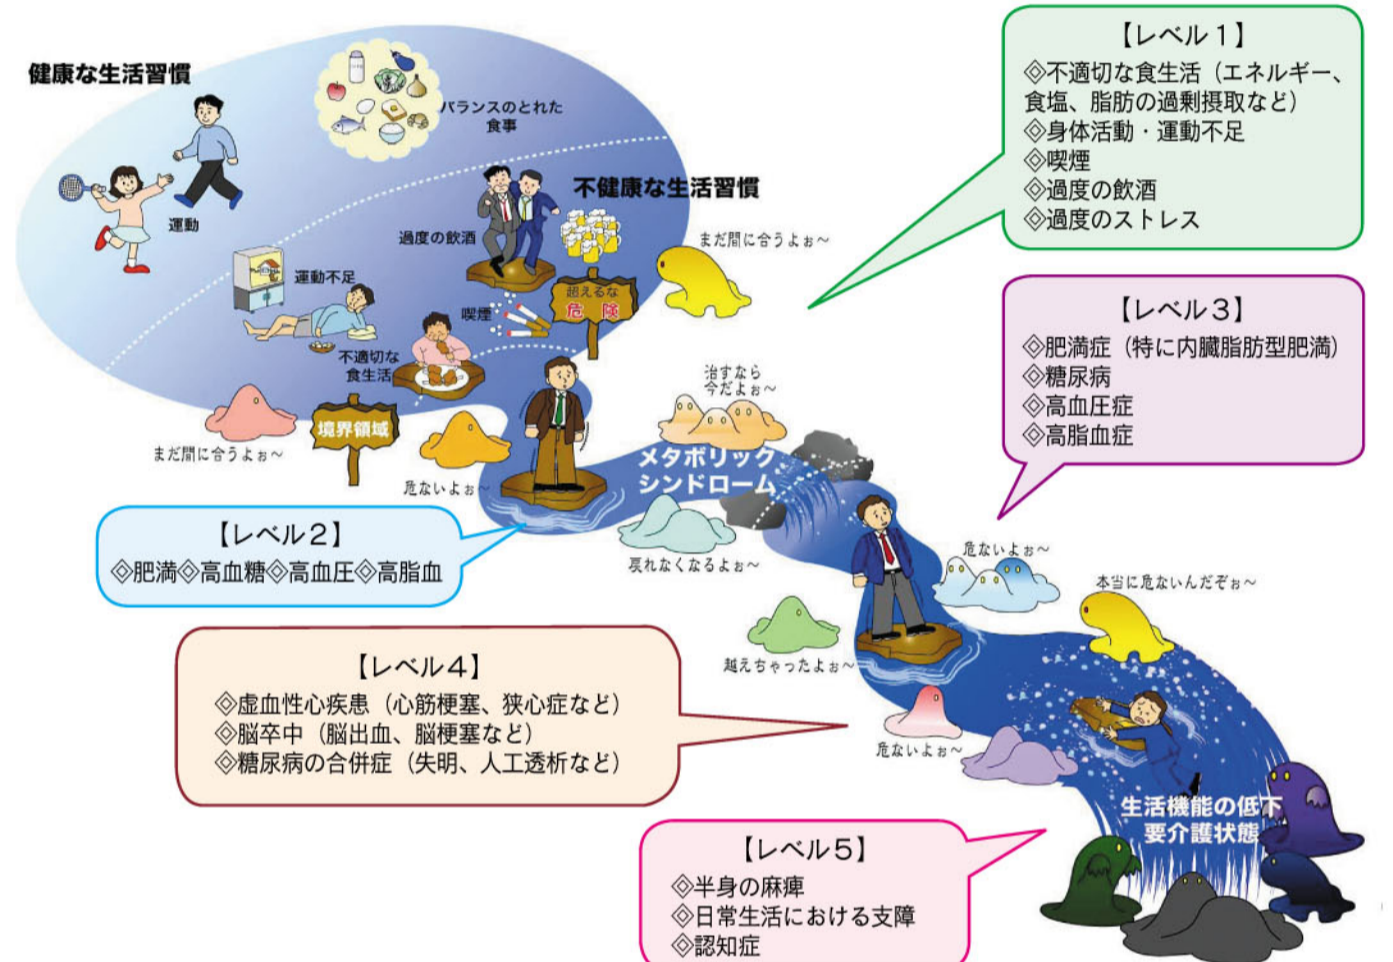 健康な生活習慣
バランスのとれた
食事
運動
不健康な生活習慣
過度の飲酒
運動不足
喫煙
不適切な
食生活
超えるな
危険
まだ間に合うよぉ～
【レベル１】
◈不適切な食生活（エネルギー、
食塩、脂肪の過剰摂取など）
◈身体活動・運動不足
◈喫煙
◈過度の飲酒
◈過度のストレス
境界領域
まだ間に合うよぉ～
危ないよぉ～
治すなら
今だよぉ～
メタボリック
シンドローム
戻れなくなるよぉ～
【レベル２】
◈肥満◈高血糖◈高血圧◈高脂血
【レベル３】
◈肥満症（特に内臓脂肪型肥満）
◈糖尿病
◈高血圧症
◈高脂血症
危ないよぉ～
本当に危ないんだぞぉ～
越えちゃったよぉ～
危ないよぉ～
【レベル４】
◈虚血性心疾患（心筋梗塞、狭心症など）
◈脳卒中（脳出血、脳梗塞など）
◈糖尿病の合併症（失明、人工透析など）
生活機能の低下
要介護状態
【レベル５】
◈半身の麻痺
◈日常生活における支障
◈認知症